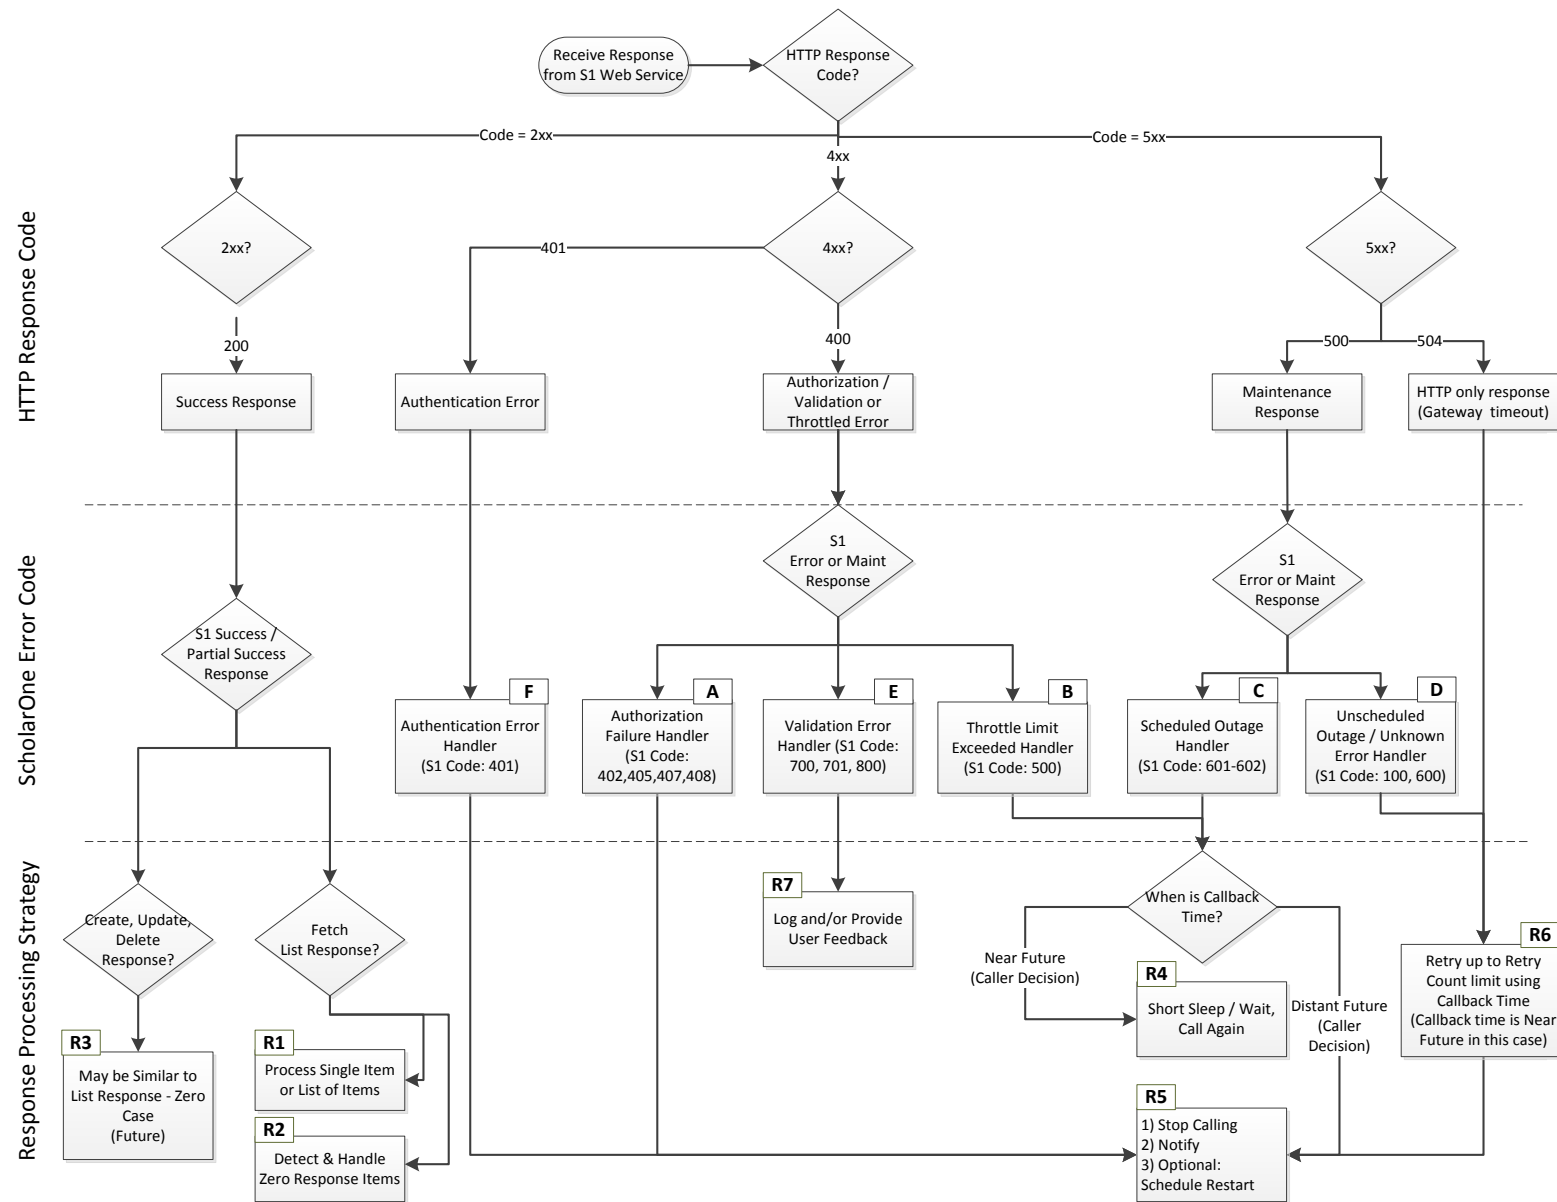 Receive Response
from S1 Web Service
HTTP Response
Code?
Code = 2xx
4xx
Code = 5xx
HTTP Response Code
2xx?
401
4xx?
5xx?
200
400
500
504
Success Response
Authentication Error
Authorization /
Validation or
Throttled Error
Maintenance
Response
HTTP only response
(Gateway timeout)
ScholarOne Error Code
S1 Success /
Partial Success
Response
S1
Error or Maint
Response
S1
Error or Maint
Response
F
Authentication Error
Handler
(S1 Code: 401)
A
Authorization
Failure Handler
(S1 Code:
402,405,407,408)
E
Validation Error
Handler (S1 Code:
700, 701, 800)
B
Throttle Limit
Exceeded Handler
(S1 Code: 500)
C
Scheduled Outage
Handler
(S1 Code: 601-602)
D
Unscheduled
Outage / Unknown
Error Handler
(S1 Code: 100, 600)
Response Processing Strategy
Create, Update,
Delete
Response?
Fetch
List Response?
R7
Log and/or Provide
User Feedback
When is Callback
Time?
Near Future
(Caller Decision)
R4
Short Sleep / Wait,
Call Again
Distant Future
(Caller
Decision)
R6
Retry up to Retry
Count limit using
Callback Time
(Callback time is Near
Future in this case)
R3
May be Similar to
List Response - Zero
Case
(Future)
R1
Process Single Item
or List of Items
R2
Detect & Handle
Zero Response Items
R5
1) Stop Calling
2) Notify
3) Optional:
Schedule Restart